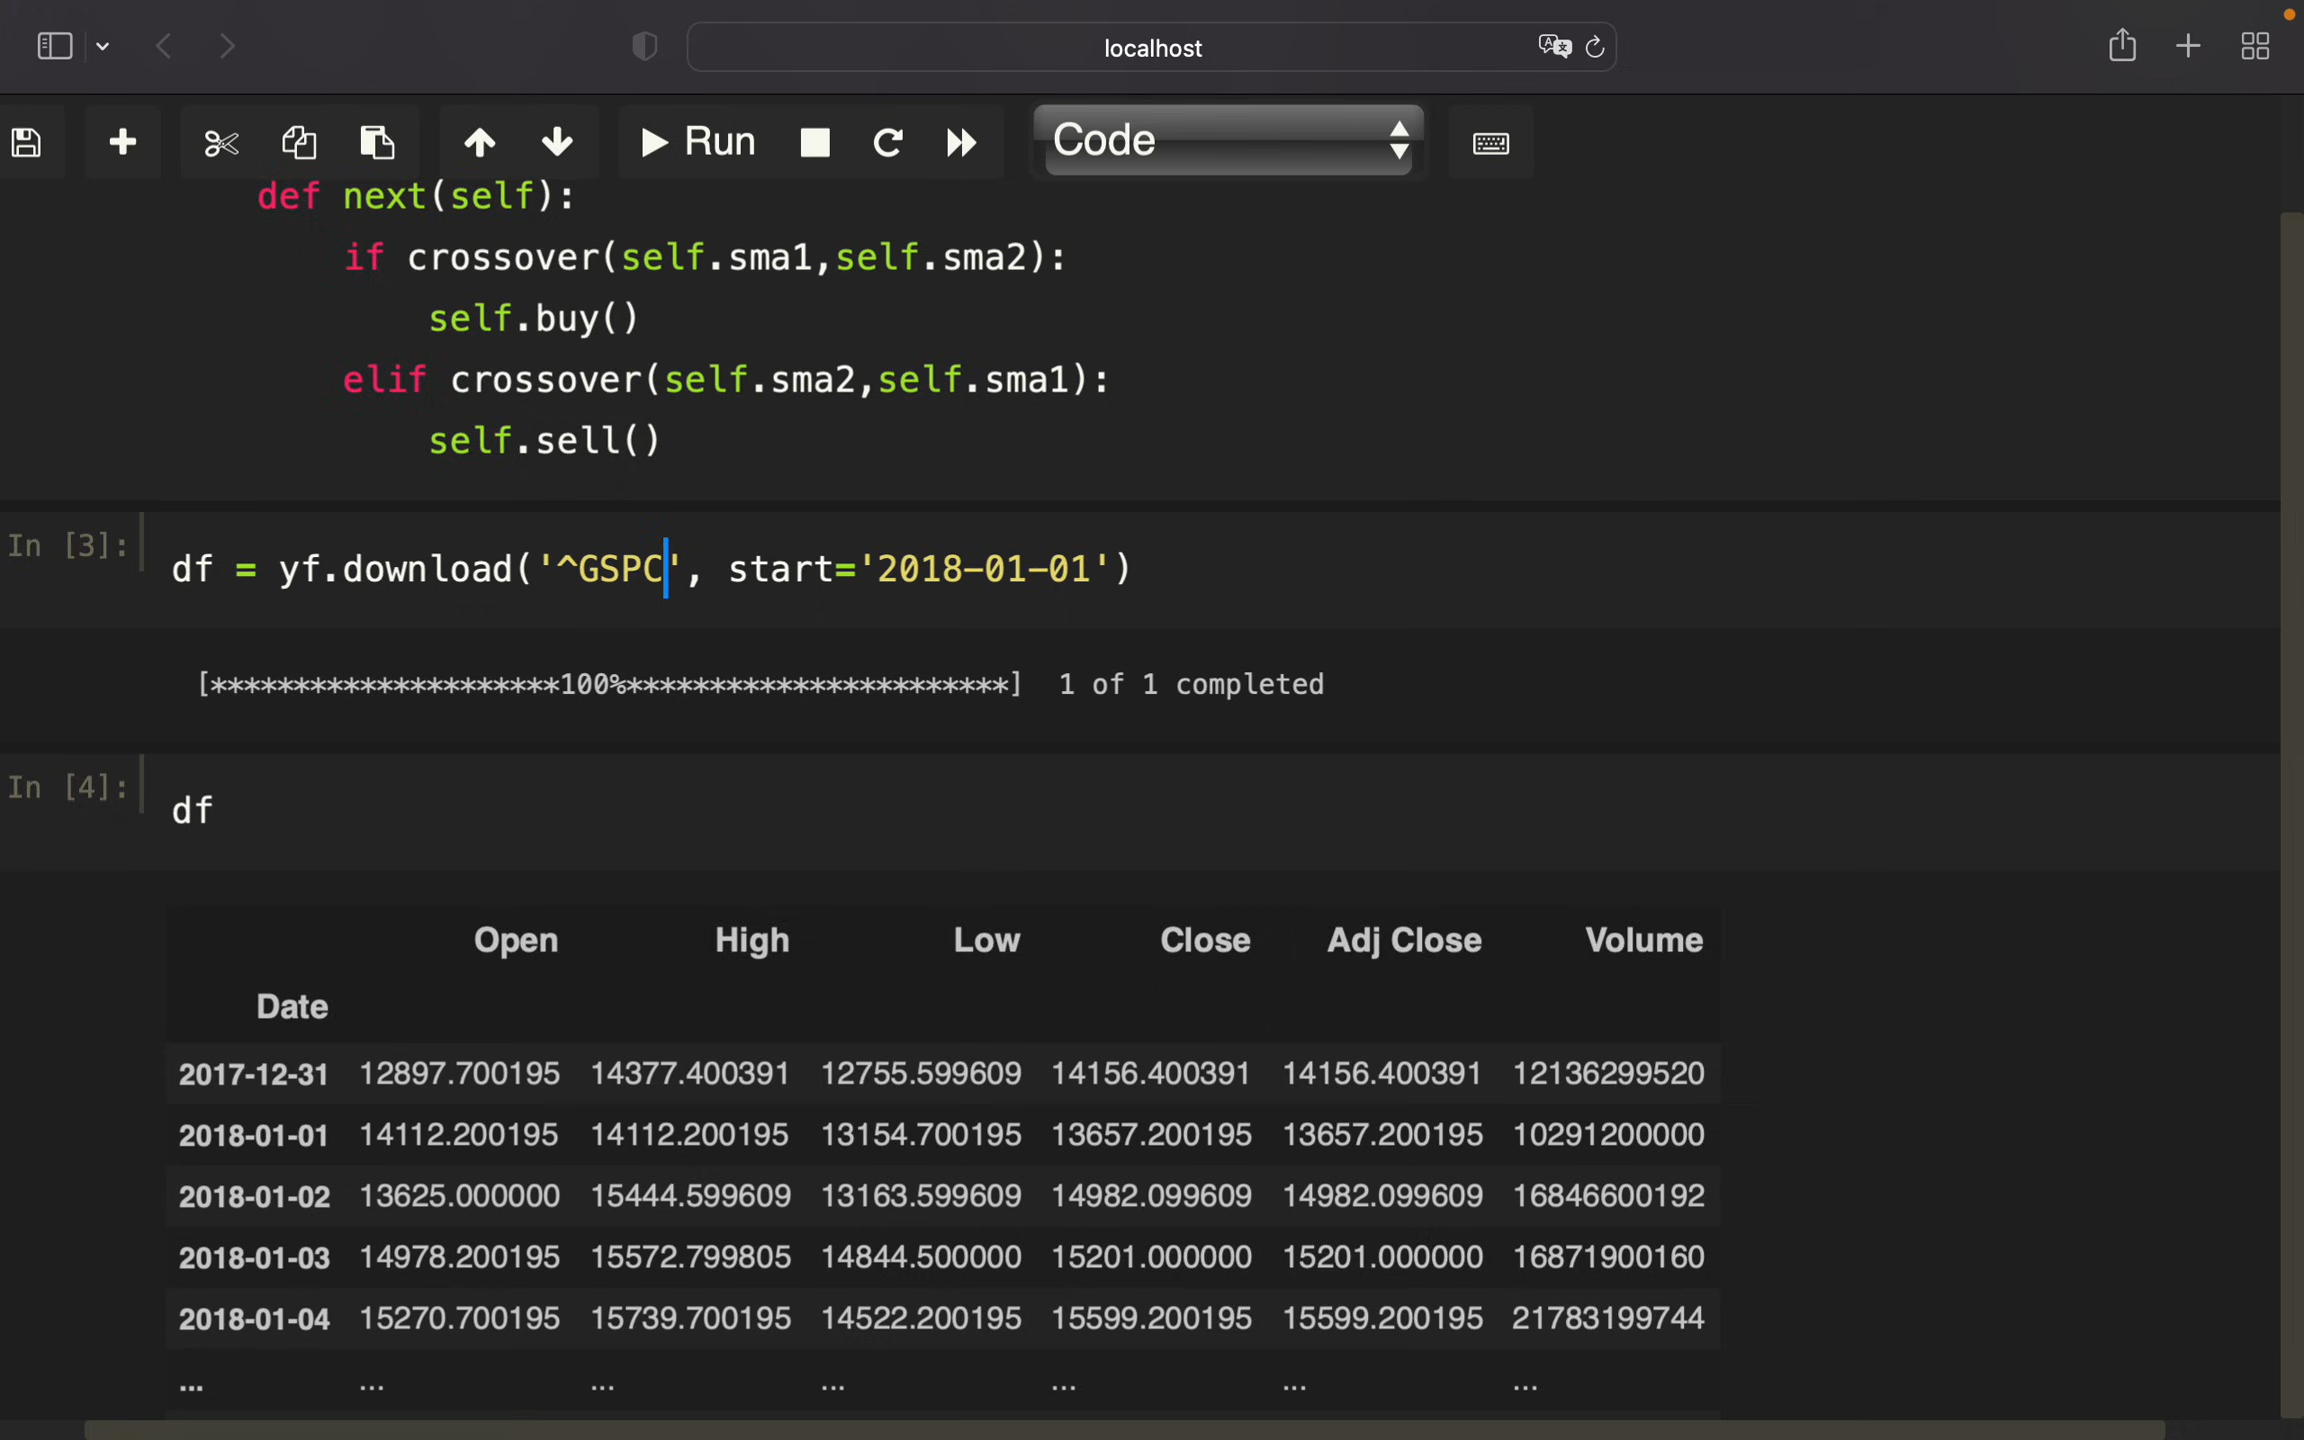 localhost
Run
Code
def next(self):
if crossover(self.sma1,self.sma2):
self.buy()
elif crossover(self.sma2,self.sma1):
self.sell()
In [3]:
df = yf.download('^GSPC', start='2018-01-01')
[*********************100%***********************] 1 of 1 completed
In [4]:
df
Open High Low Close Adj Close Volume
Date
2017-12-31 12897.700195 14377.400391 12755.599609 14156.400391 14156.400391 12136299520
2018-01-01 14112.200195 14112.200195 13154.700195 13657.200195 13657.200195 10291200000
2018-01-02 13625.000000 15444.599609 13163.599609 14982.099609 14982.099609 16846600192
2018-01-03 14978.200195 15572.799805 14844.500000 15201.000000 15201.000000 16871900160
2018-01-04 15270.700195 15739.700195 14522.200195 15599.200195 15599.200195 21783199744
... ... ... ... ... ... ...